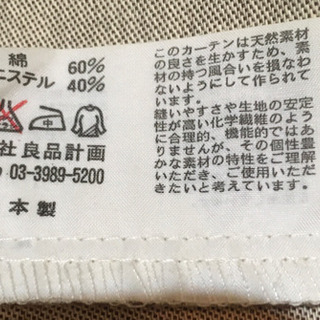 綿 60%
エステル 40%
中
社良品計画
03-3989-5200
本製
このカーテンは天然素材
の良さを生かすため、素
材の持つ風合いを損なわ
ないようにして作られて
います。
縫いやすさや生地の安定
性が高い化学繊維のよう
に合理的、機能的ではあ
りませんが、その個性豊
かな素材の特性をご理解
いただき、ご使用いただ
きたいと考えています。